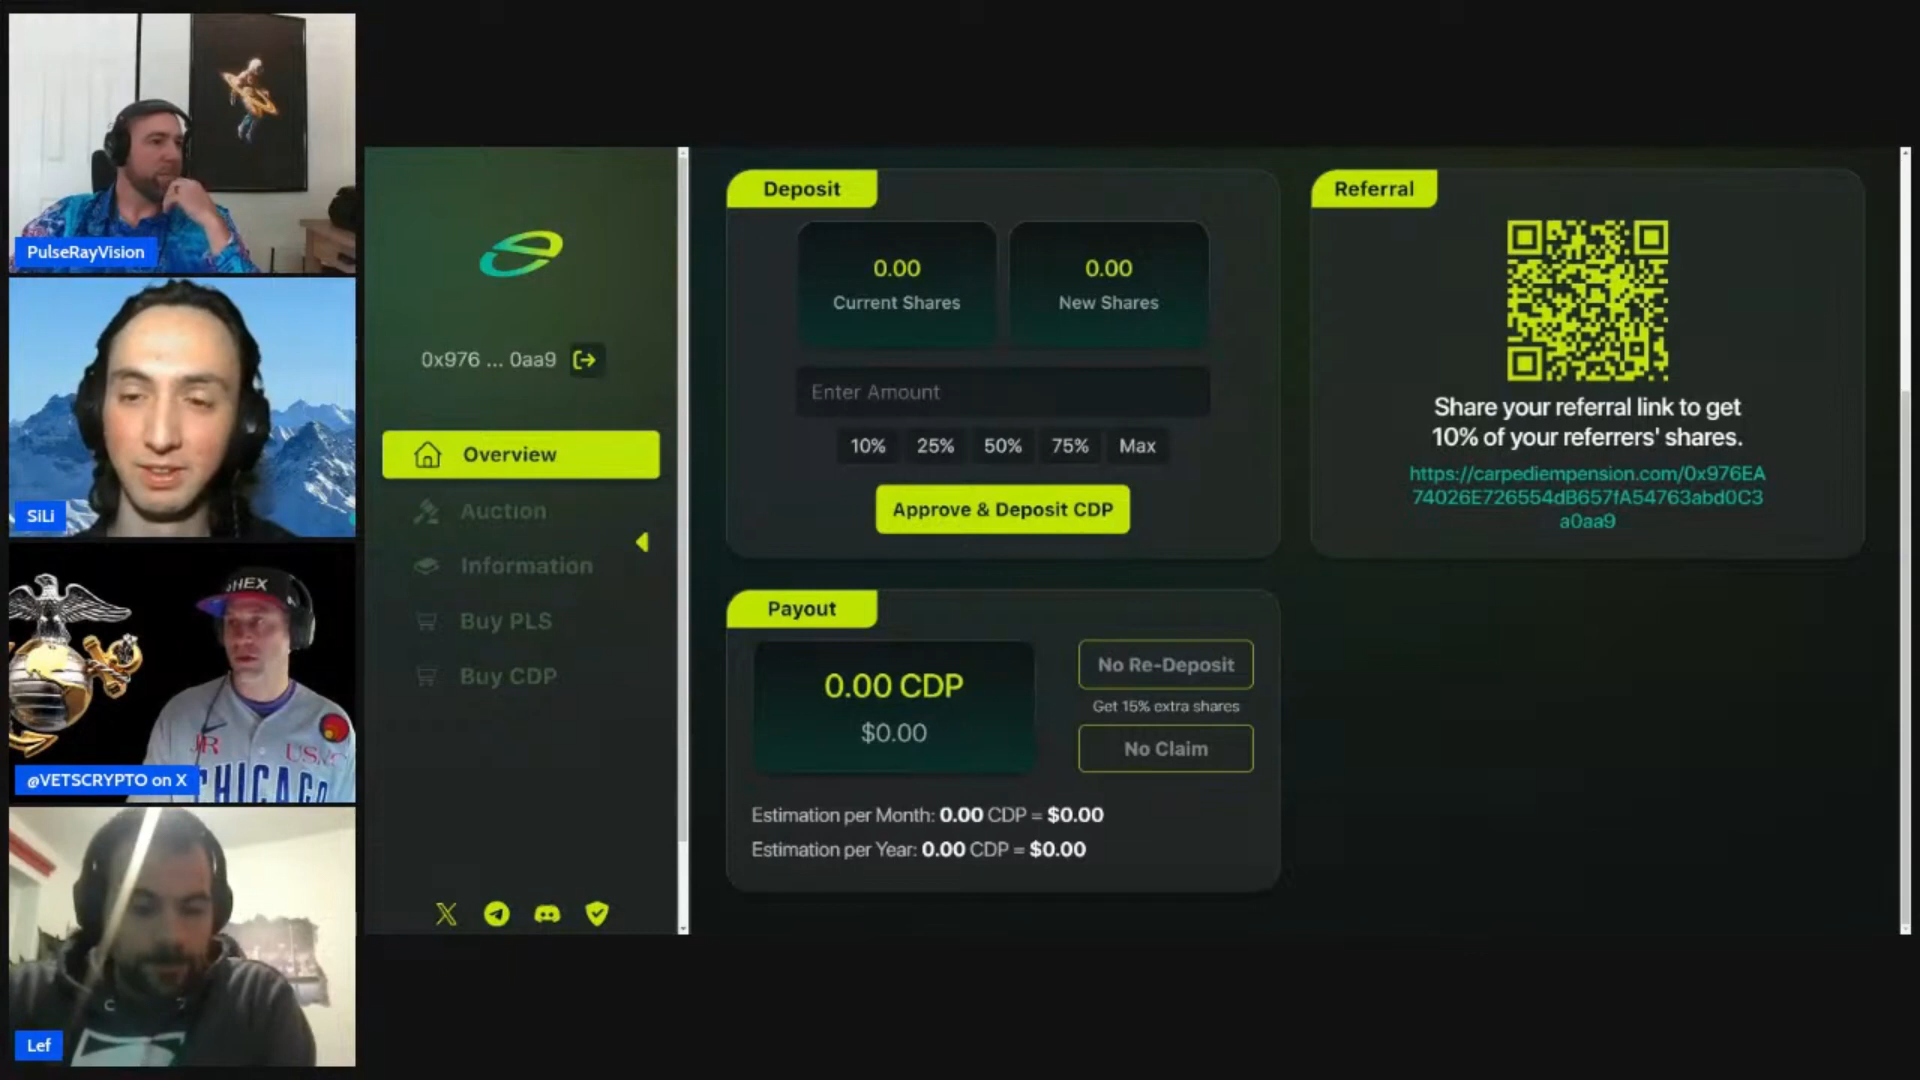 PulseRayVision
SiLi
HEX
JR
US
CHICAGO
@VETSCRYPTO on X
Lef
0x976 ... 0aa9
Overview
Auction
Information
Buy PLS
Buy CDP
Deposit
0.00
Current Shares
0.00
New Shares
Enter Amount
10%
25%
50%
75%
Max
Approve & Deposit CDP
Payout
0.00 CDP
$0.00
No Re-Deposit
Get 15% extra shares
No Claim
Estimation per Month: 0.00 CDP = $0.00
Estimation per Year: 0.00 CDP = $0.00
Referral
Share your referral link to get
10% of your referrers' shares.
https://carpediempension.com/0x976EA
74026E726554dB657fA54763abd0C3
a0aa9